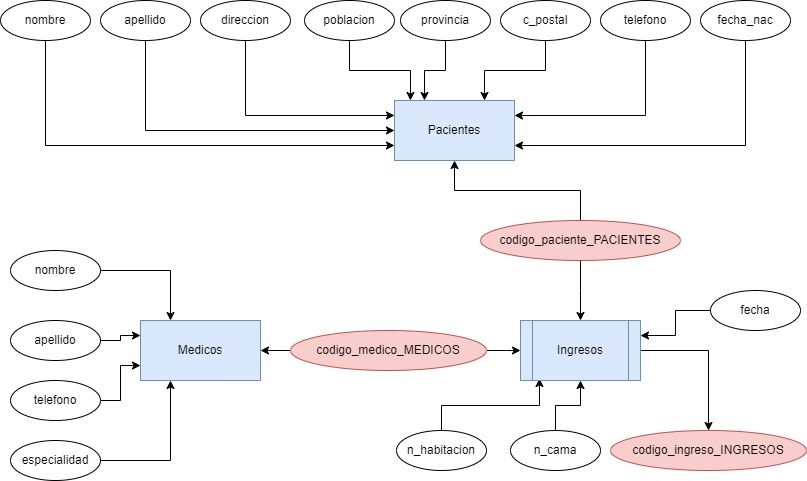 nombre
apellido
direccion
poblacion
provincia
c_postal
telefono
fecha_nac
Pacientes
codigo_paciente_PACIENTES
nombre
apellido
telefono
especialidad
Medicos
codigo_medico_MEDICOS
Ingresos
fecha
n_habitacion
n_cama
codigo_ingreso_INGRESOS